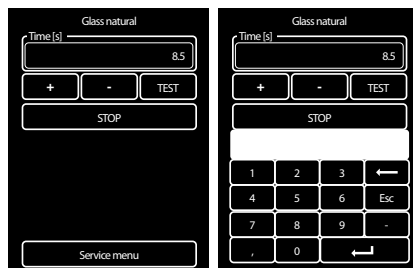 Glass natural
Time [s]
8.5
+ - TEST
STOP
Service menu
Glass natural
Time [s]
8.5
+ - TEST
STOP
1 2 3 ←
4 5 6 Esc
7 8 9 -
, 0 ↵